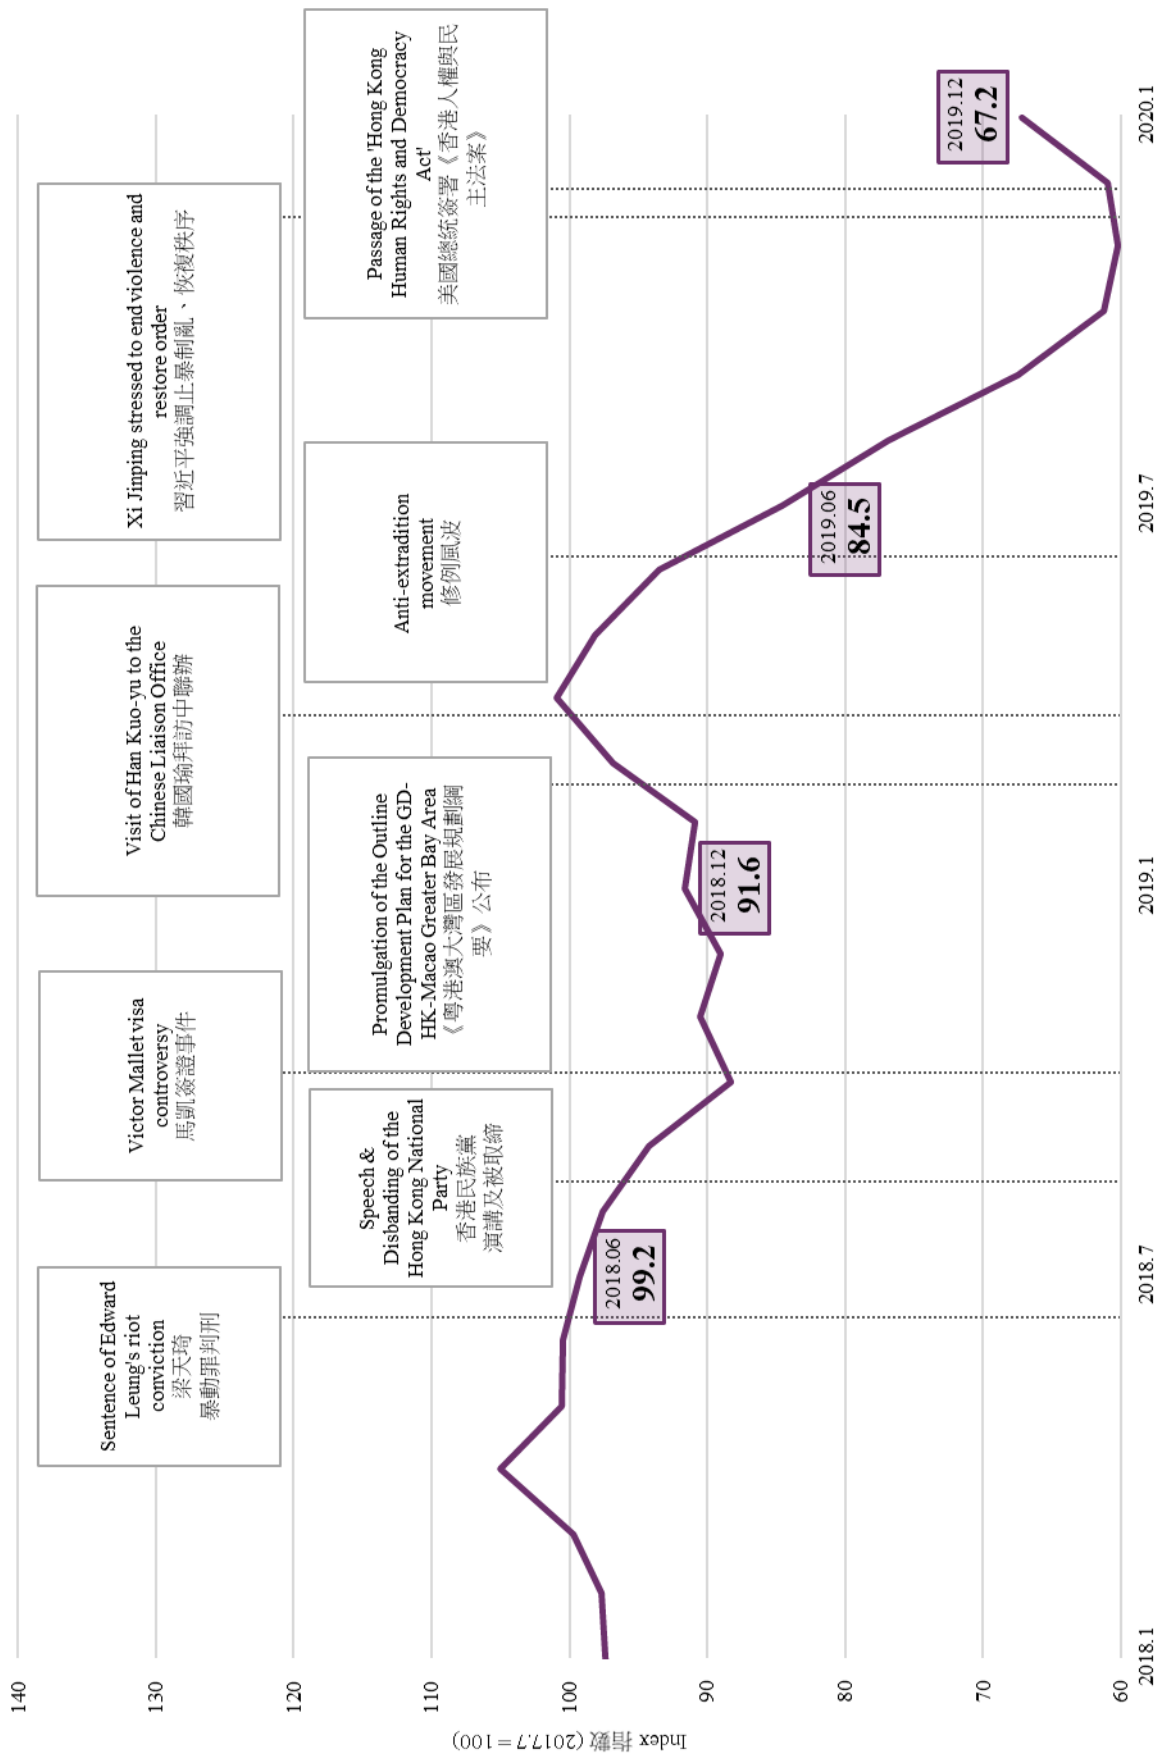 Index 指數 (2017.7 = 100)
140
130
120
110
100
90
80
70
60
Sentence of Edward
Leung's riot
conviction
梁天琦
暴動罪判刑
Victor Mallet visa
controversy
馬凱簽證事件
Visit of Han Kuo-yu to the
Chinese Liaison Office
韓國瑜拜訪中聯辦
Xi Jinping stressed to end violence and
restore order
習近平強調止暴制亂、恢複秩序
Speech &
Disbanding of the
Hong Kong National
Party
香港民族黨
演講及被取締
Promulgation of the Outline
Development Plan for the GD-
HK-Macao Greater Bay Area
《粵港澳大灣區發展規劃綱
要》公布
Anti-extradition
movement
修例風波
Passage of the 'Hong Kong
Human Rights and Democracy
Act'
美國總統簽署《香港人權與民
主法案》
2018.06
99.2
2018.12
91.6
2019.06
84.5
2019.12
67.2
2018.1
2018.7
2019.1
2019.7
2020.1